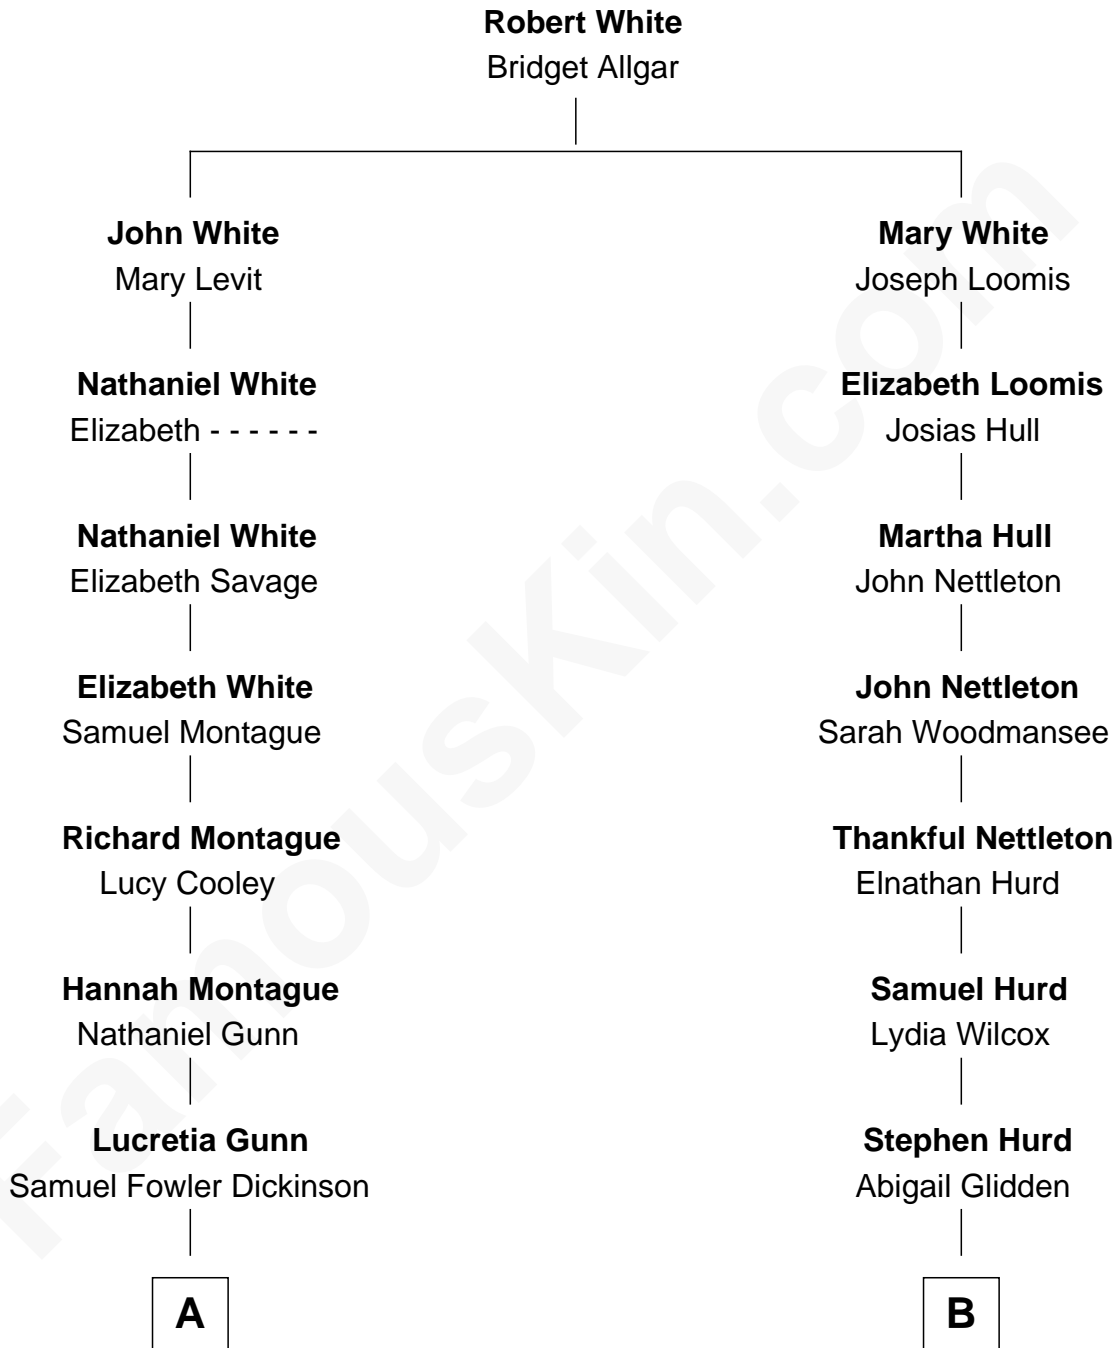 Robert White
Bridget Allgar
John White
Mary Levit
Mary White
Joseph Loomis
Nathaniel White
Elizabeth - - - - - -
Elizabeth Loomis
Josias Hull
Nathaniel White
Elizabeth Savage
Martha Hull
John Nettleton
Elizabeth White
Samuel Montague
John Nettleton
Sarah Woodmansee
Richard Montague
Lucy Cooley
Thankful Nettleton
Elnathan Hurd
Hannah Montague
Nathaniel Gunn
Samuel Hurd
Lydia Wilcox
Lucretia Gunn
Samuel Fowler Dickinson
Stephen Hurd
Abigail Glidden
A
B
FamousKin.com